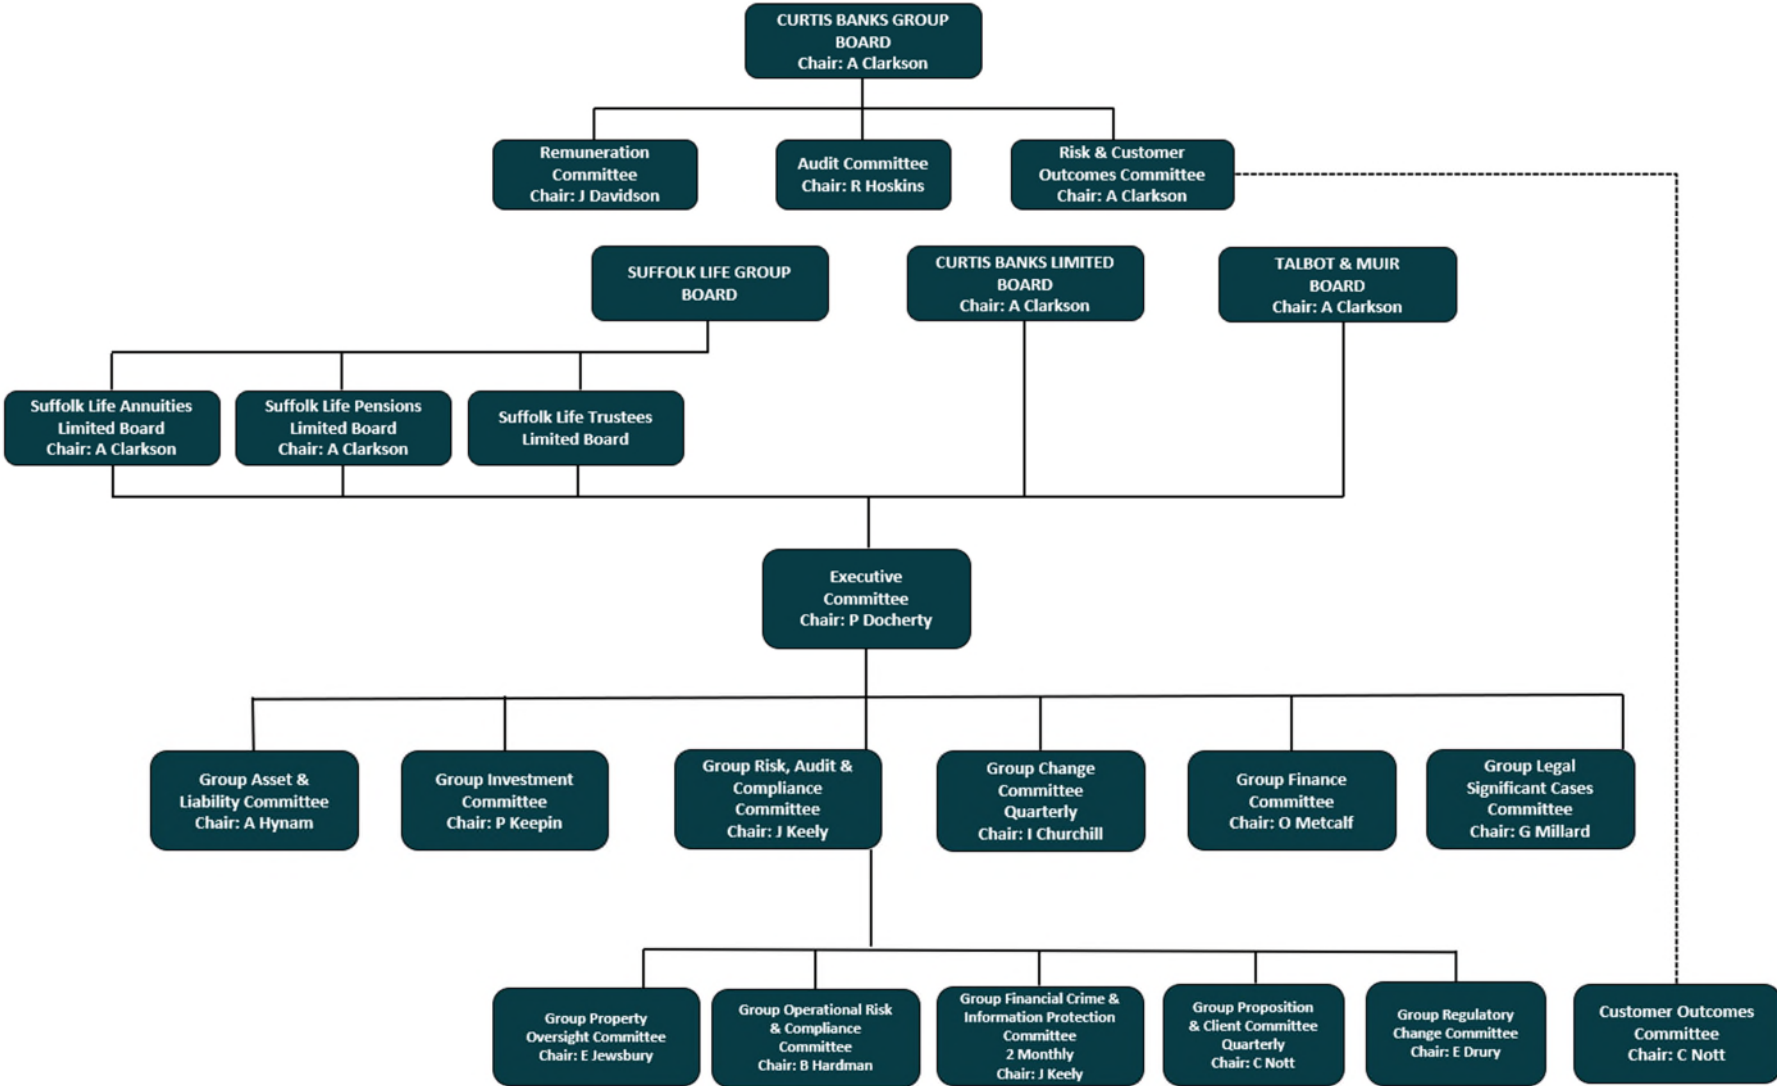 CURTIS BANKS GROUP
BOARD
Chair: A Clarkson
Remuneration
Committee
Chair: J Davidson
Audit Committee
Chair: R Hoskins
Risk & Customer
Outcomes Committee
Chair: A Clarkson
SUFFOLK LIFE GROUP
BOARD
CURTIS BANKS LIMITED
BOARD
Chair: A Clarkson
TALBOT & MUIR
BOARD
Chair: A Clarkson
Suffolk Life Annuities
Limited Board
Chair: A Clarkson
Suffolk Life Pensions
Limited Board
Chair: A Clarkson
Suffolk Life Trustees
Limited Board
Executive
Committee
Chair: P Docherty
Group Asset &
Liability Committee
Chair: A Hynam
Group Investment
Committee
Chair: P Keepin
Group Risk, Audit &
Compliance
Committee
Chair: J Keely
Group Change
Committee
Quarterly
Chair: I Churchill
Group Finance
Committee
Chair: O Metcalf
Group Legal
Significant Cases
Committee
Chair: G Millard
Group Property
Oversight Committee
Chair: E Jewsbury
Group Operational Risk
& Compliance
Committee
Chair: B Hardman
Group Financial Crime &
Information Protection
Committee
2 Monthly
Chair: J Keely
Group Proposition
& Client Committee
Quarterly
Chair: C Nott
Group Regulatory
Change Committee
Chair: E Drury
Customer Outcomes
Committee
Chair: C Nott